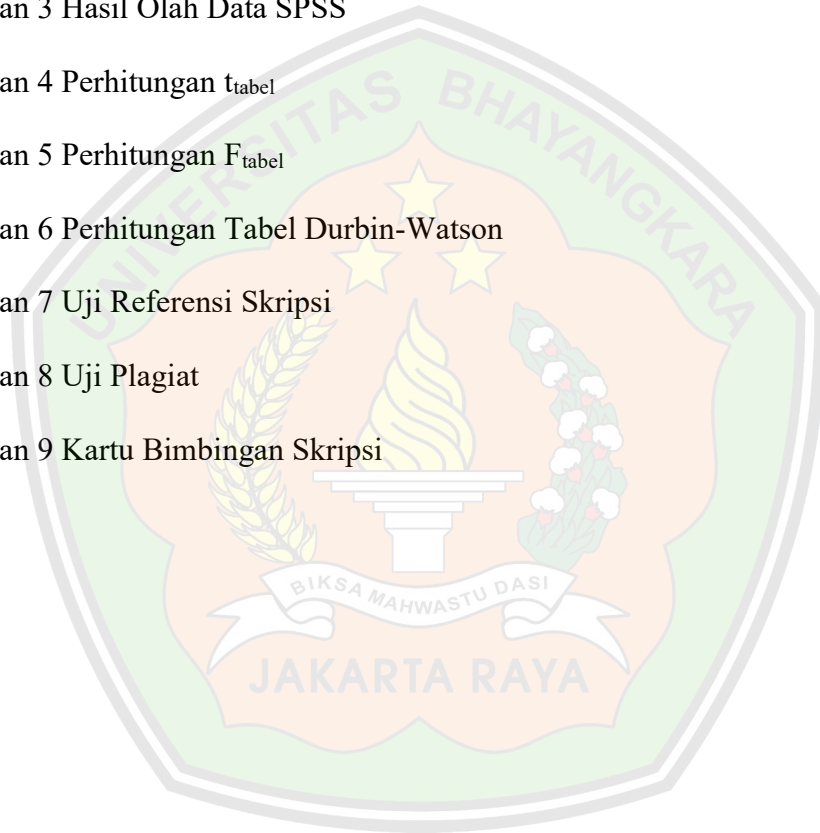 an 3 Hasil Olah Data SPSS
an 4 Perhitungan ttabel
an 5 Perhitungan Ftabel
an 6 Perhitungan Tabel Durbin-Watson
an 7 Uji Referensi Skripsi
an 8 Uji Plagiat
an 9 Kartu Bimbingan Skripsi
UNIVERSITAS BHAYANGKARA
BIKSA MAHWASTU DASI
JAKARTA RAYA